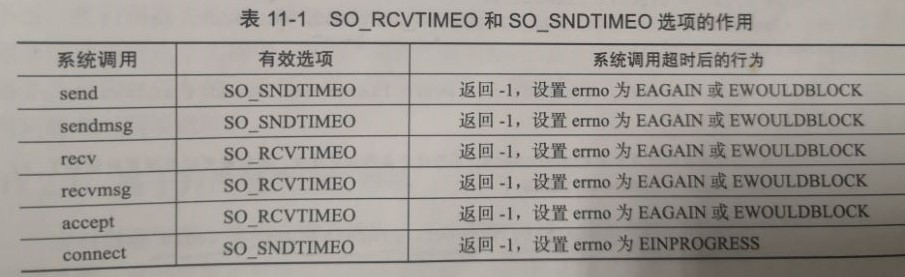 表 11-1 SO_RCVTIMEO 和 SO_SNDTIMEO 选项的作用
系统调用 有效选项 系统调用超时后的行为
send SO_SNDTIMEO 返回 -1，设置 errno 为 EAGAIN 或 EWOULDBLOCK
sendmsg SO_SNDTIMEO 返回 -1，设置 errno 为 EAGAIN 或 EWOULDBLOCK
recv SO_RCVTIMEO 返回 -1，设置 errno 为 EAGAIN 或 EWOULDBLOCK
recvmsg SO_RCVTIMEO 返回 -1，设置 errno 为 EAGAIN 或 EWOULDBLOCK
accept SO_RCVTIMEO 返回 -1，设置 errno 为 EAGAIN 或 EWOULDBLOCK
connect SO_SNDTIMEO 返回 -1，设置 errno 为 EINPROGRESS